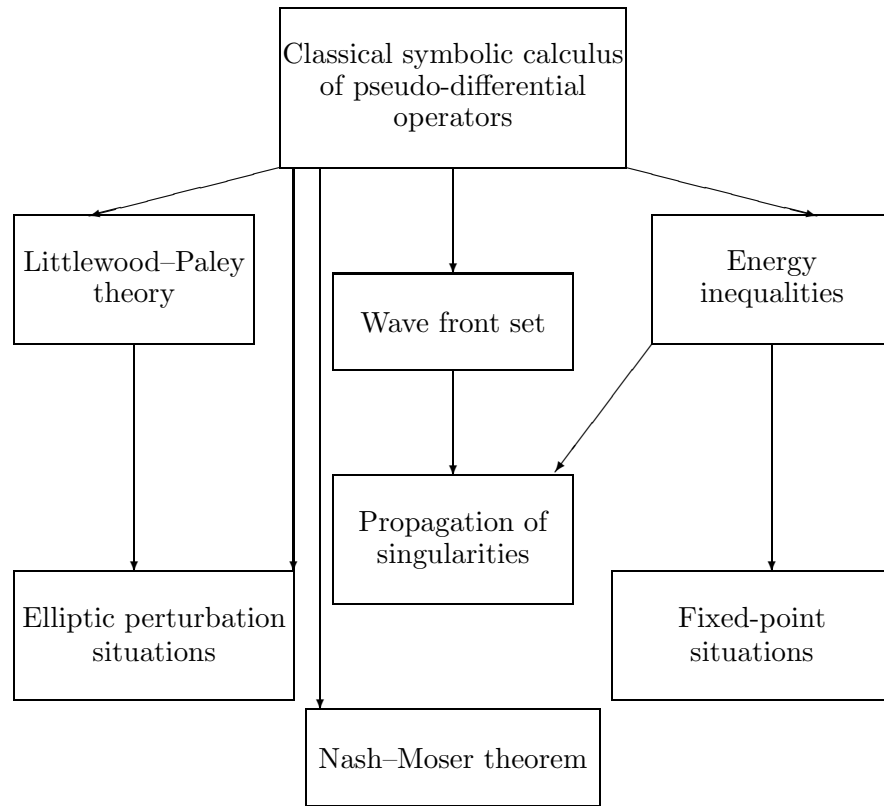 Classical symbolic calculus
of pseudo-differential
operators
Littlewood–Paley
theory
Energy
inequalities
Wave front set
Propagation of
singularities
Elliptic perturbation
situations
Fixed-point
situations
Nash–Moser theorem